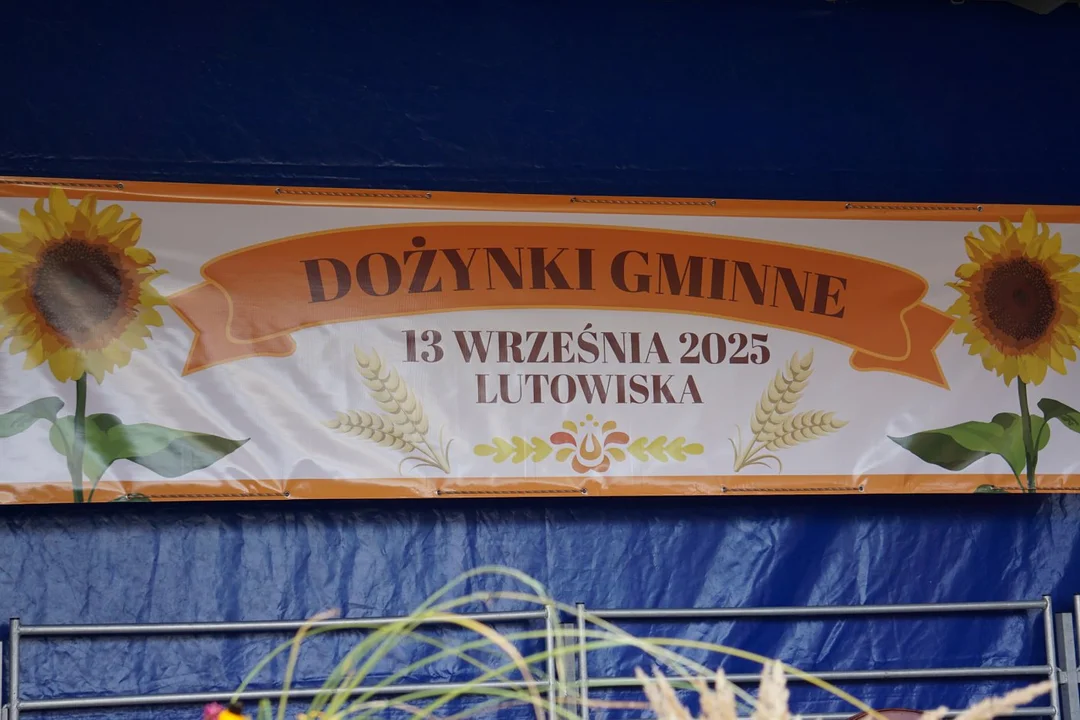 DOŻYNKI GMINNE
13 WRZEŚNIA 2025
LUTOWISKA